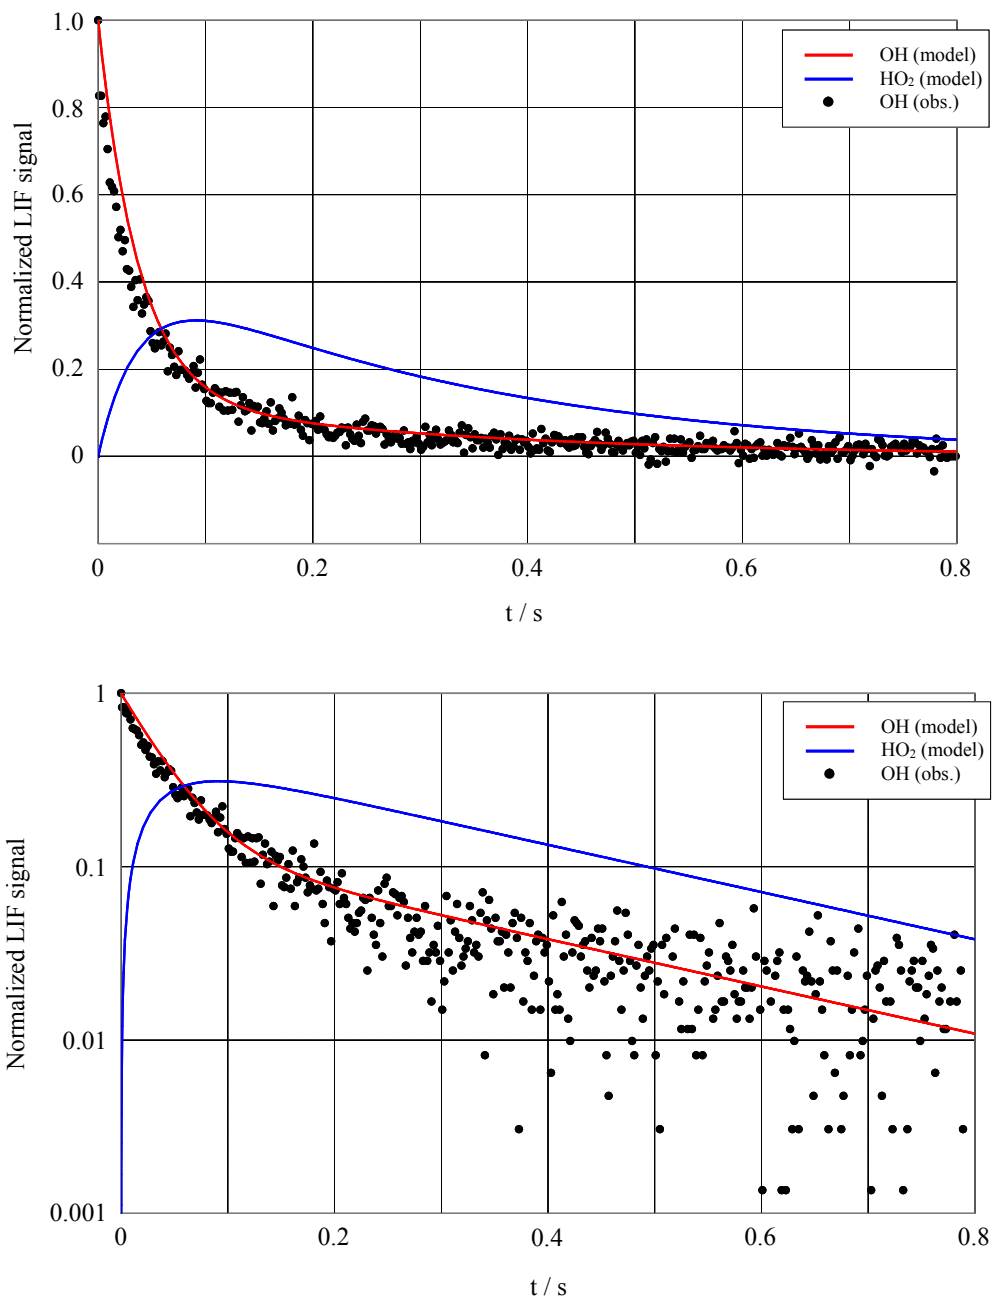 1.0
0.8
0.6
0.4
0.2
0
Normalized LIF signal
OH (model)
HO₂ (model)
OH (obs.)
0 0.2 0.4 0.6 0.8
t / s
1
0.1
0.01
0.001
Normalized LIF signal
OH (model)
HO₂ (model)
OH (obs.)
0 0.2 0.4 0.6 0.8
t / s